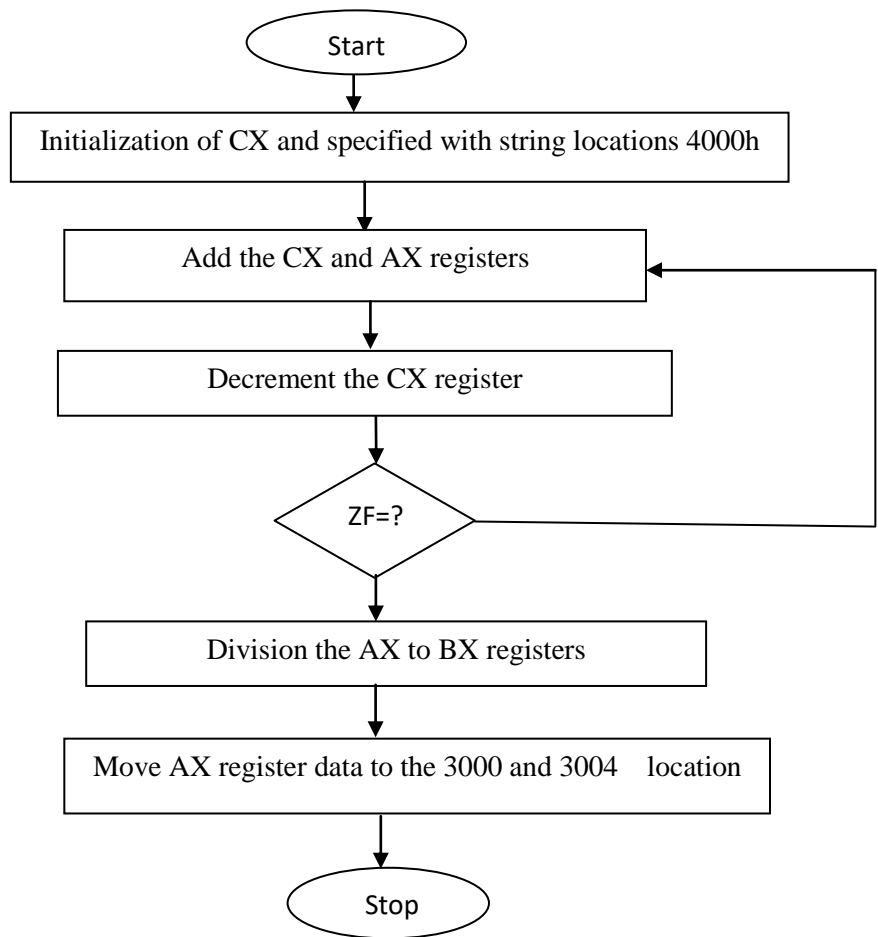 Start
Initialization of CX and specified with string locations 4000h
Add the CX and AX registers
Decrement the CX register
ZF=?
Division the AX to BX registers
Move AX register data to the 3000 and 3004 location
Stop